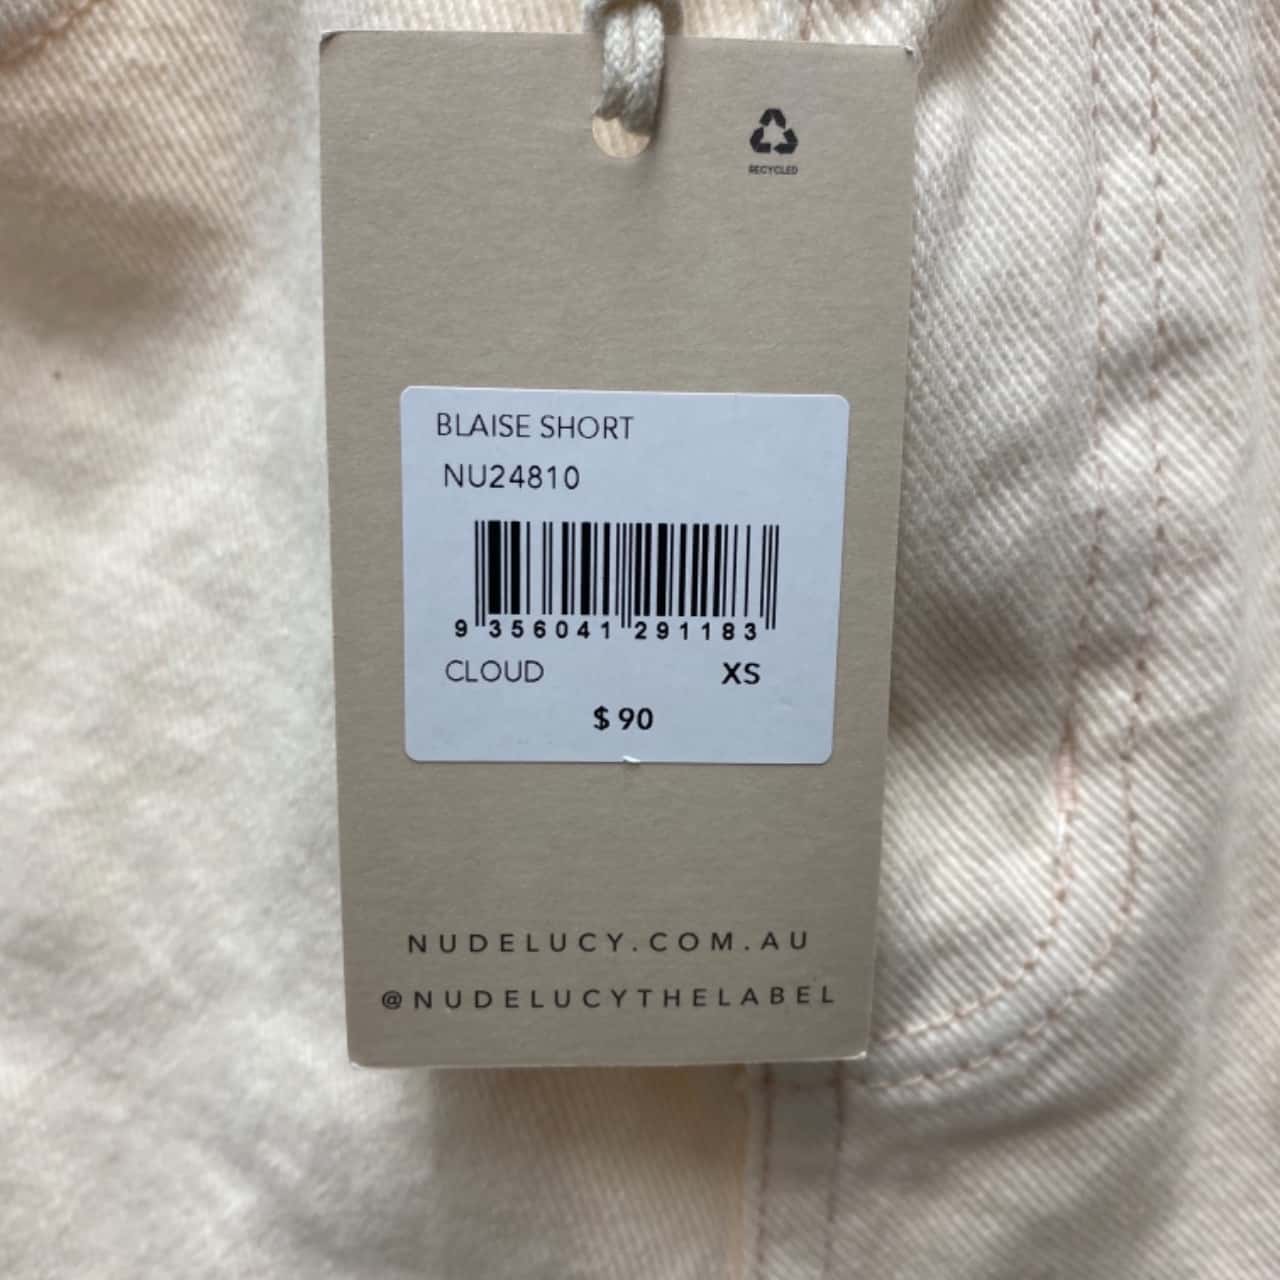 RECYCLED
BLAISE SHORT
NU24810
9 356041 291183
CLOUD XS
$ 90
NUDELUCY.COM.AU
@NUDELUCYTHELABEL